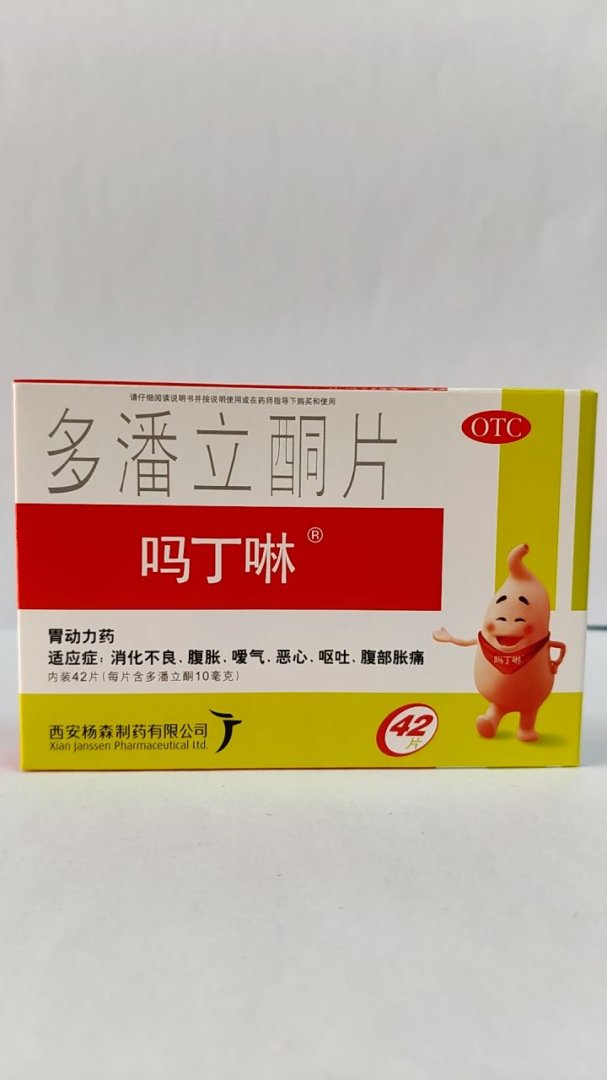 请仔细阅读说明书并按说明使用或在药师指导下购买和使用
多潘立酮片
OTC
吗丁啉®
胃动力药
适应症：消化不良、腹胀、嗳气、恶心、呕吐、腹部胀痛
内装42片（每片含多潘立酮10毫克）
吗丁啉
西安杨森制药有限公司
Xian Janssen Pharmaceutical Ltd.
42
片